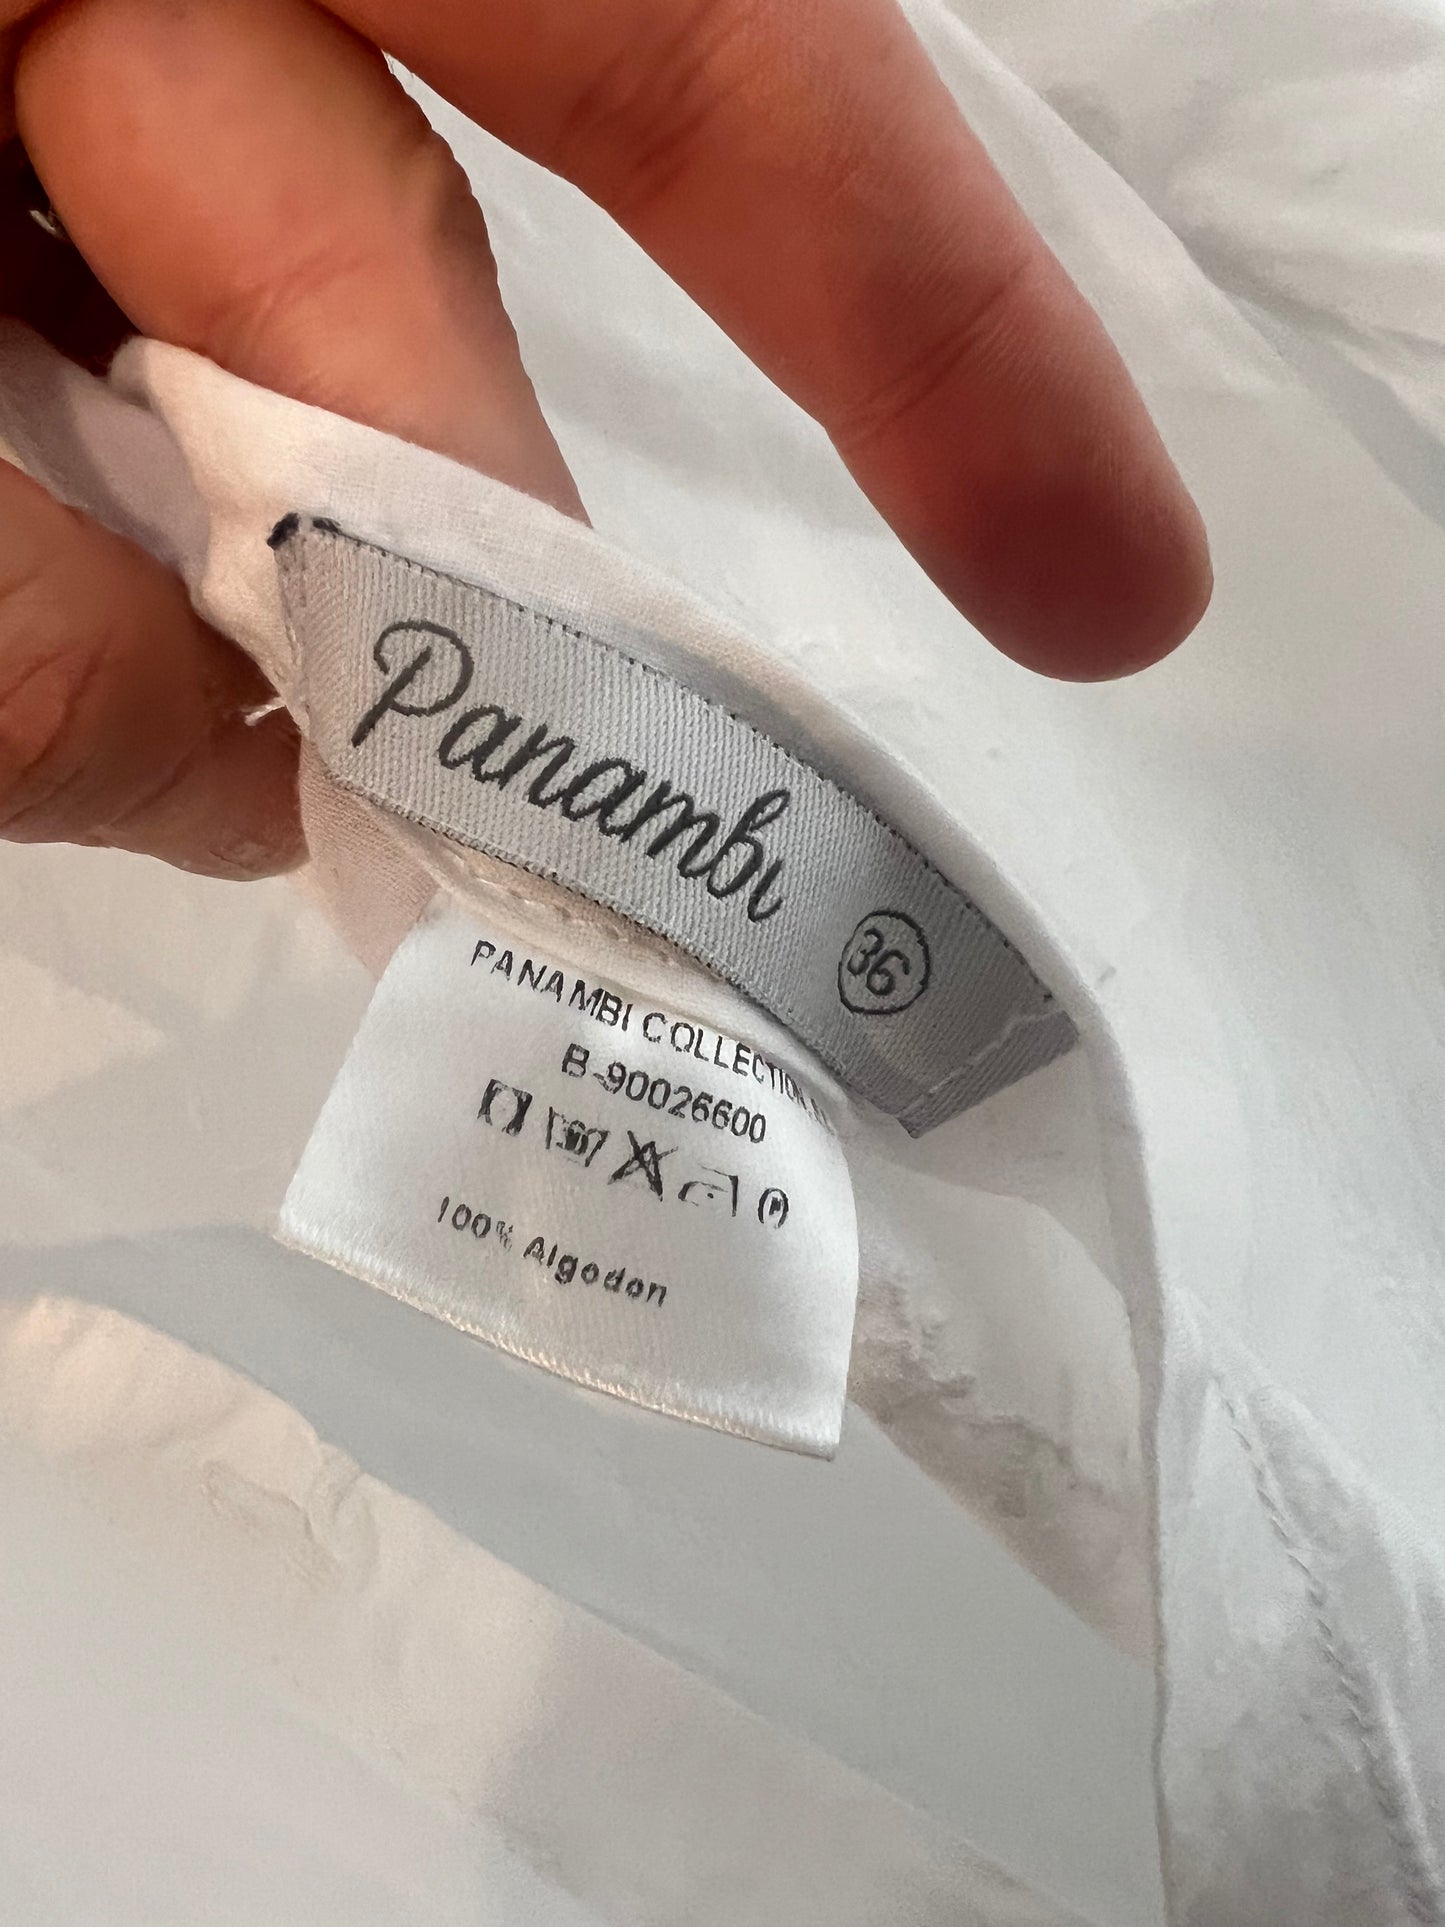 Panambi
36
PANAMBI COLLECTION
B-90026600
100% Algodon